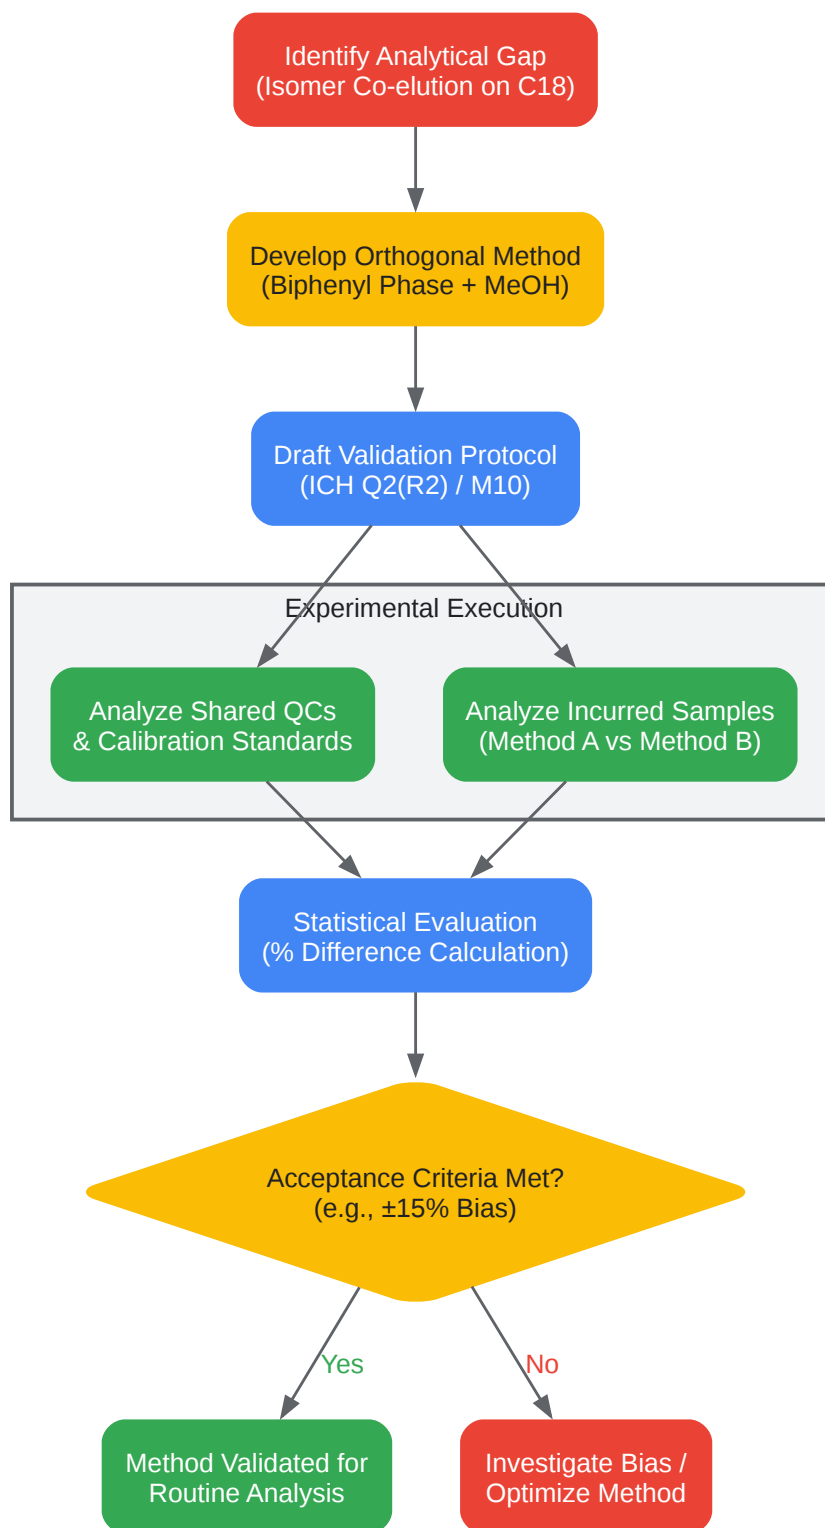 Identify Analytical Gap
(Isomer Co-elution on C18)
Develop Orthogonal Method
(Biphenyl Phase + MeOH)
Draft Validation Protocol
(ICH Q2(R2) / M10)
Experimental Execution
Analyze Shared QCs
& Calibration Standards
Analyze Incurred Samples
(Method A vs Method B)
Statistical Evaluation
(% Difference Calculation)
Acceptance Criteria Met?
(e.g., ±15% Bias)
Yes
No
Method Validated for
Routine Analysis
Investigate Bias /
Optimize Method